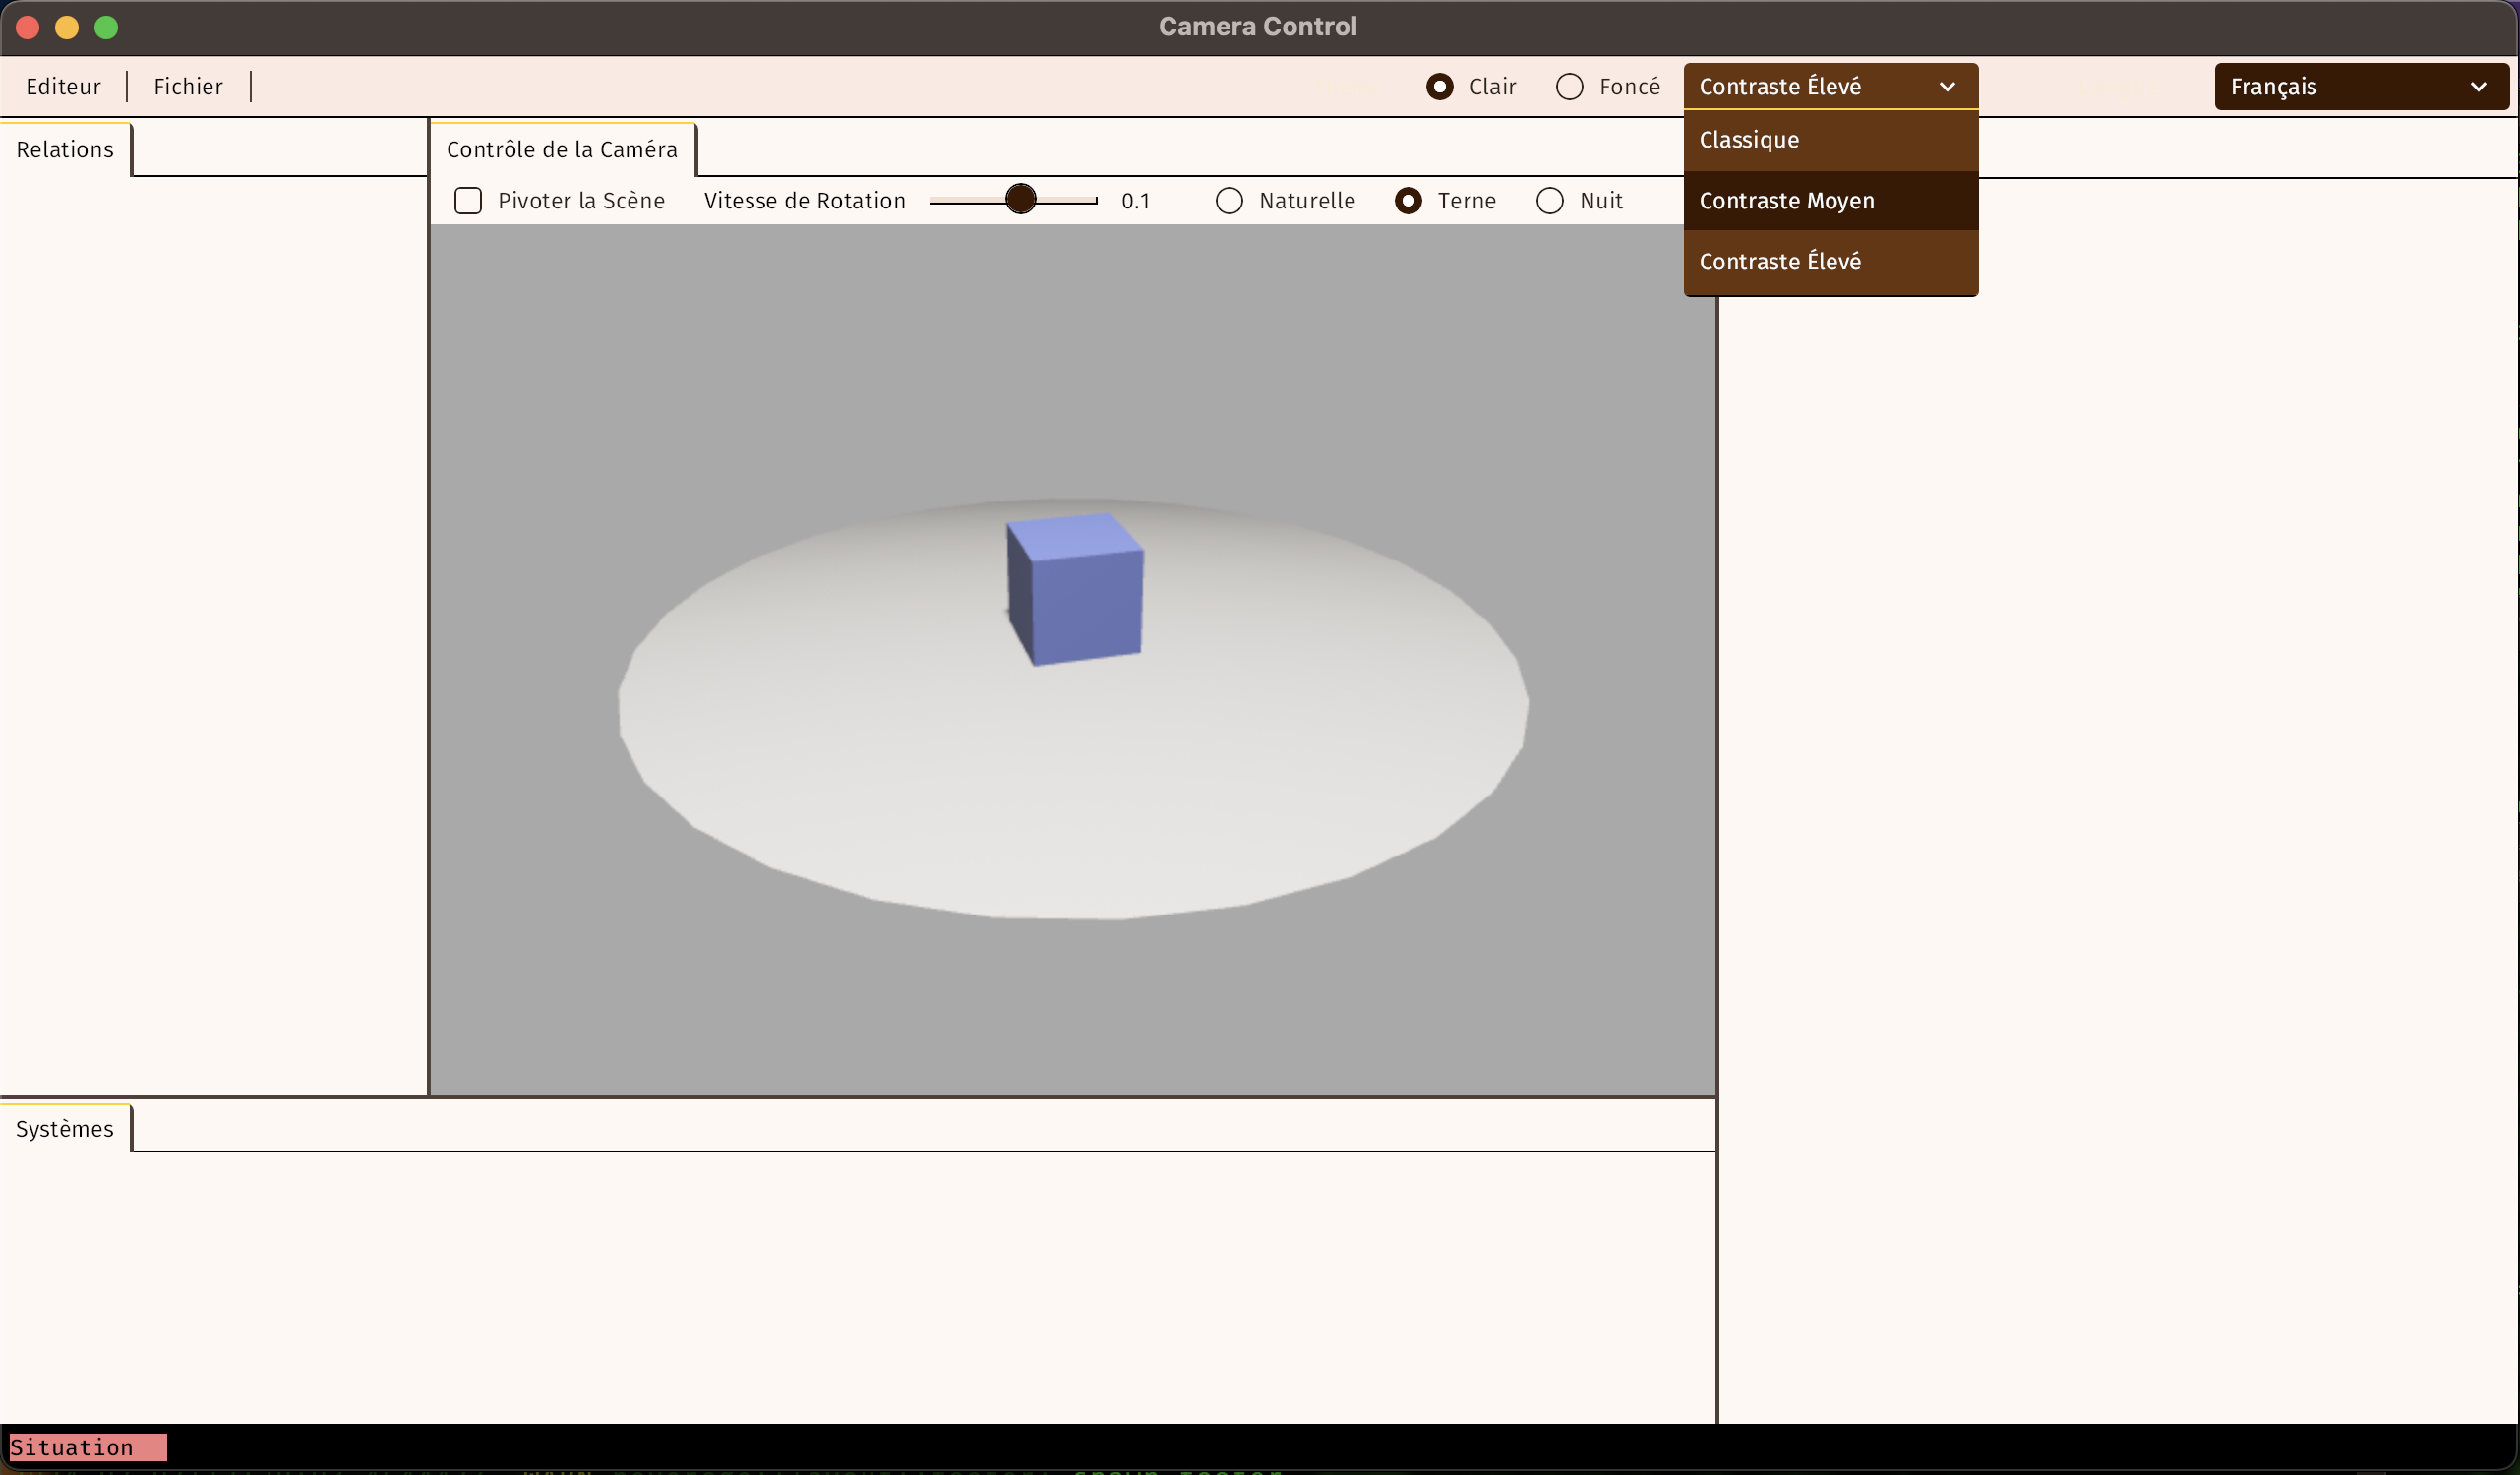 Camera Control
Editeur
Fichier
Clair
Foncé
Contraste Élevé
Français
Classique
Contraste Moyen
Contraste Élevé
Relations
Contrôle de la Caméra
Pivoter la Scène
Vitesse de Rotation
0.1
Naturelle
Terne
Nuit
Systèmes
Situation